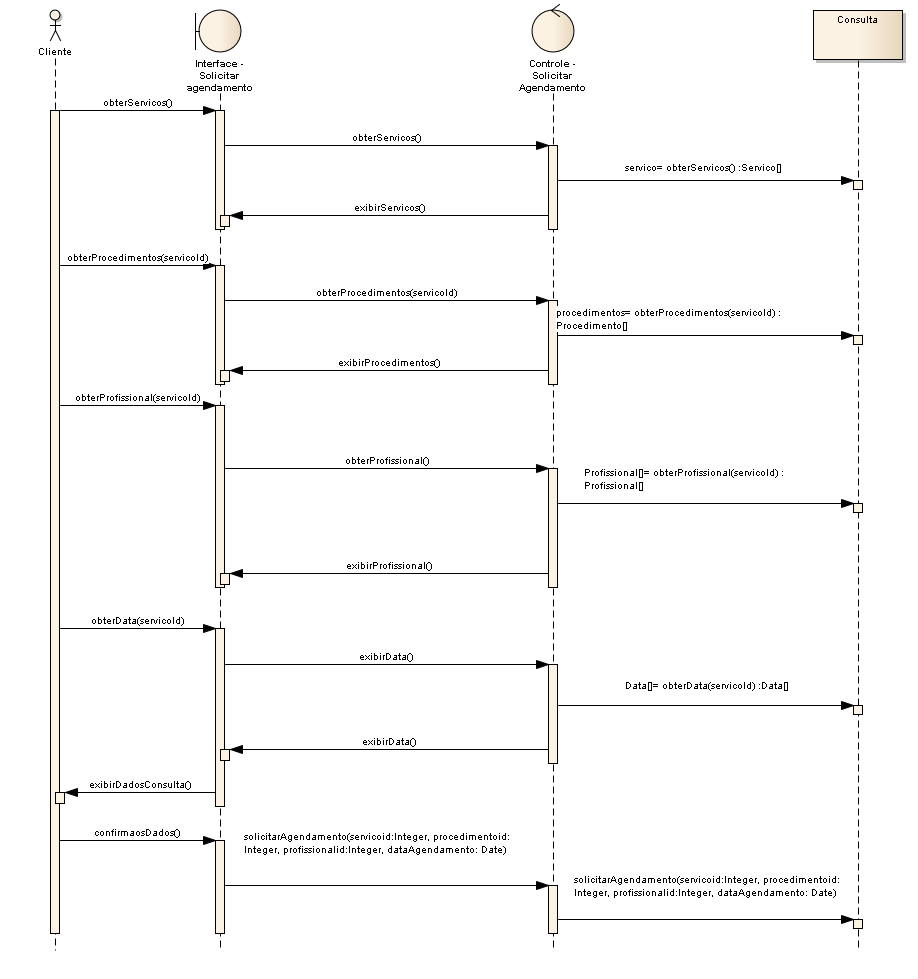 Cliente
Interface -
Solicitar
agendamento
Controle -
Solicitar
Agendamento
Consulta
obterServicos()
obterServicos()
servico= obterServicos() :Servico[]
exibirServicos()
obterProcedimentos(servicoId)
obterProcedimentos(servicoId)
procedimentos= obterProcedimentos(servicoId) :
Procedimento[]
exibirProcedimentos()
obterProfissional(servicoId)
obterProfissional()
Profissional[]= obterProfissional(servicoId) :
Profissional[]
exibirProfissional()
obterData(servicoId)
exibirData()
Data[]= obterData(servicoId) :Data[]
exibirData()
exibirDadosConsulta()
confirmaosDados()
solicitarAgendamento(servicoid:Integer, procedimentoid:
Integer, profissionalid:Integer, dataAgendamento: Date)
solicitarAgendamento(servicoid:Integer, procedimentoid:
Integer, profissionalid:Integer, dataAgendamento: Date)